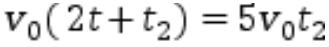 v₀( 2t + t₂ ) = 5v₀t₂